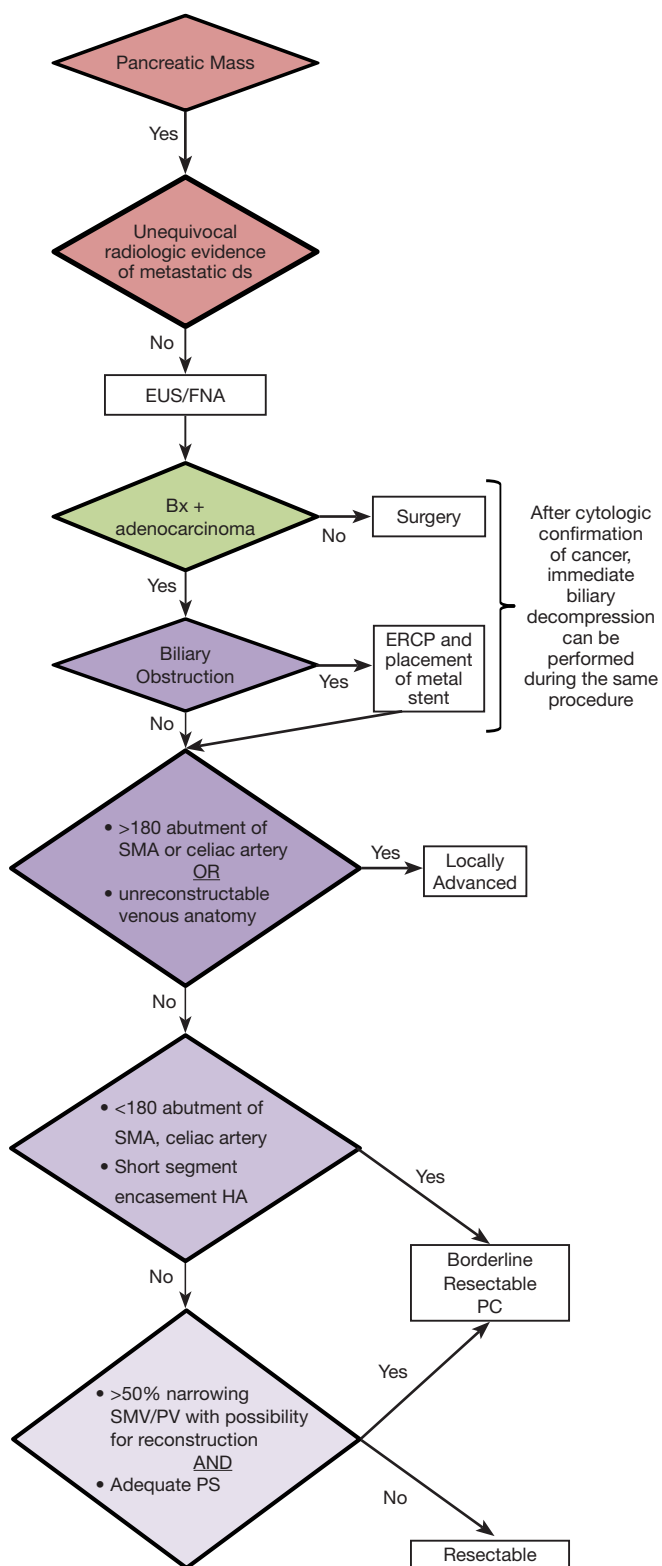 Pancreatic Mass
Yes
Unequivocal
radiologic evidence
of metastatic ds
No
EUS/FNA
Bx +
adenocarcinoma
No
Surgery
Yes
Biliary
Obstruction
Yes
ERCP and
placement
of metal
stent
After cytologic
confirmation
of cancer,
immediate
biliary
decompression
can be
performed
during the same
procedure
No
• >180 abutment of
SMA or celiac artery
OR
• unreconstructable
venous anatomy
Yes
Locally
Advanced
No
• <180 abutment of
SMA, celiac artery
• Short segment
encasement HA
Yes
Borderline
Resectable
PC
No
• >50% narrowing
SMV/PV with possibility
for reconstruction
AND
• Adequate PS
Yes
No
Resectable